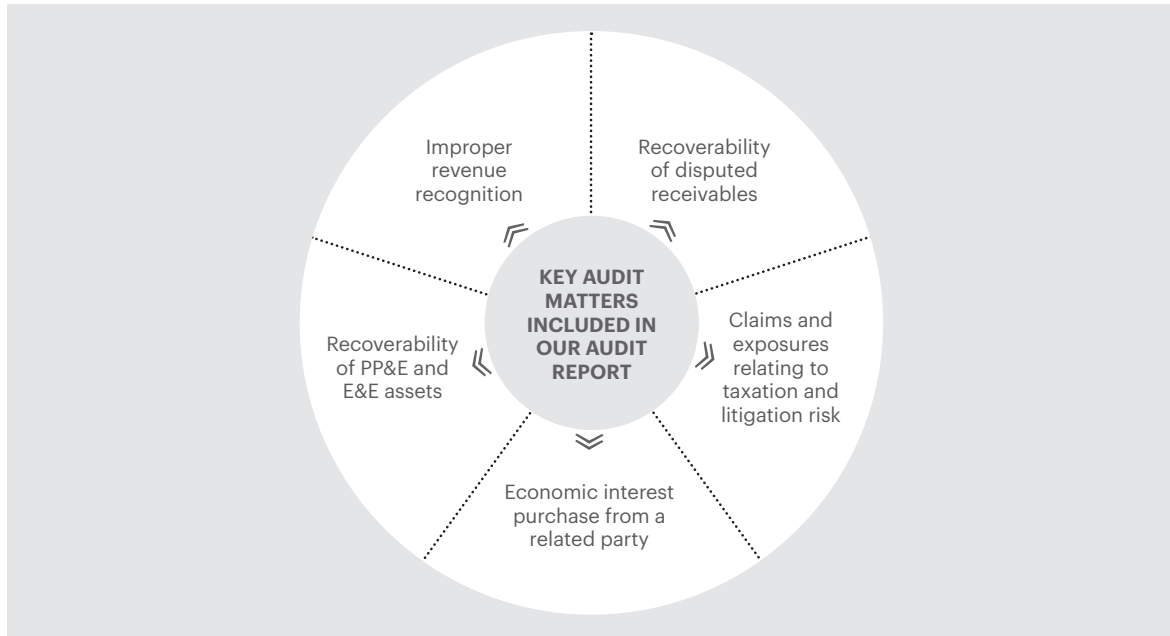 KEY AUDIT
MATTERS
INCLUDED IN
OUR AUDIT
REPORT
Improper
revenue
recognition
Recoverability
of disputed
receivables
Claims and
exposures
relating to
taxation and
litigation risk
Economic interest
purchase from a
related party
Recoverability
of PP&E and
E&E assets